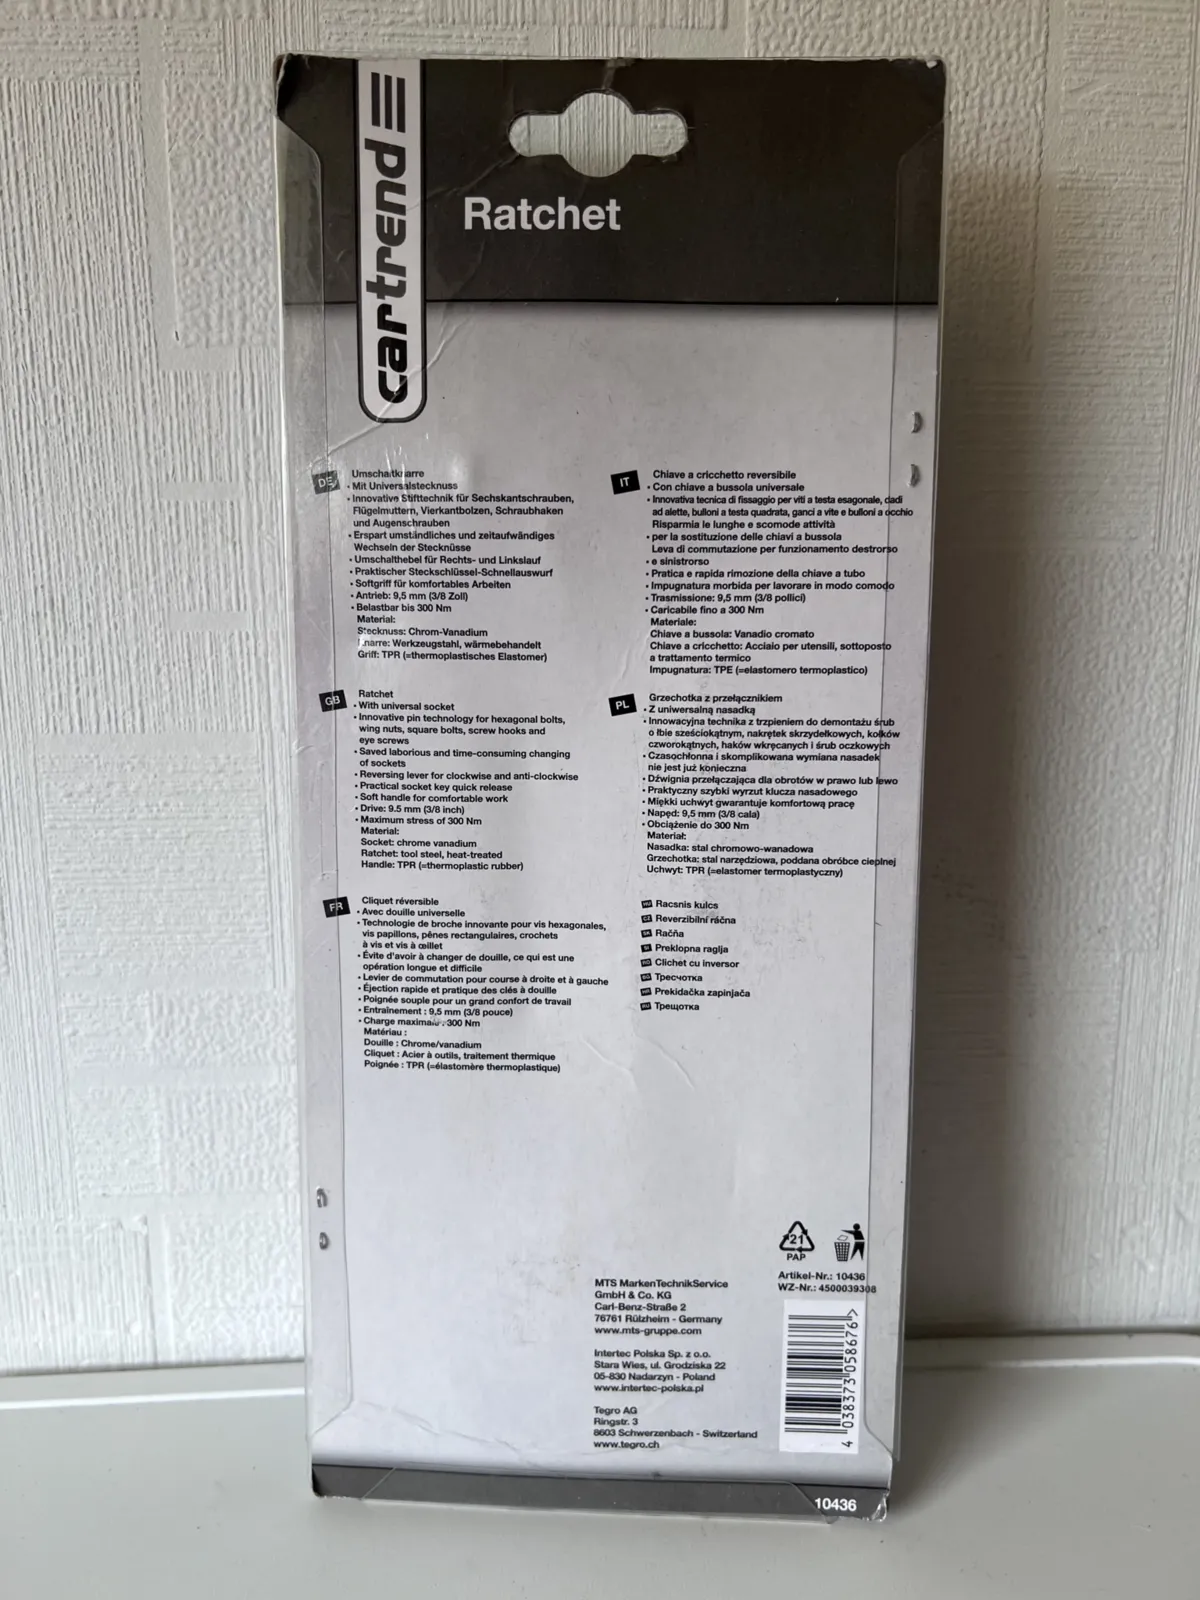 cartrend
Ratchet
DE
Umschaltknarre
• Mit Universalstecknuss
• Innovative Stifttechnik für Sechskantschrauben,
Flügelmuttern, Vierkantbolzen, Schraubhaken
und Augenschrauben
• Erspart umständliches und zeitaufwändiges
Wechseln der Stecknüsse
• Umschalthebel für Rechts- und Linkslauf
• Praktischer Steckschlüssel-Schnellauswurf
• Softgriff für komfortables Arbeiten
• Antrieb: 9,5 mm (3/8 Zoll)
• Belastbar bis 300 Nm
Material:
Stecknuss: Chrom-Vanadium
Knarre: Werkzeugstahl, wärmebehandelt
Griff: TPR (=thermoplastisches Elastomer)
GB
Ratchet
• With universal socket
• Innovative pin technology for hexagonal bolts,
wing nuts, square bolts, screw hooks and
eye screws
• Saved laborious and time-consuming changing
of sockets
• Reversing lever for clockwise and anti-clockwise
• Practical socket key quick release
• Soft handle for comfortable work
• Drive: 9.5 mm (3/8 inch)
• Maximum stress of 300 Nm
Material:
Socket: chrome vanadium
Ratchet: tool steel, heat-treated
Handle: TPR (=thermoplastic rubber)
FR
Cliquet réversible
• Avec douille universelle
• Technologie de broche innovante pour vis hexagonales,
vis papillons, pênes rectangulaires, crochets
à vis et vis à œillet
• Évite d'avoir à changer de douille, ce qui est une
opération longue et difficile
• Levier de commutation pour course à droite et à gauche
• Éjection rapide et pratique des clés à douille
• Poignée souple pour un grand confort de travail
• Entraînement : 9,5 mm (3/8 pouce)
• Charge maximale : 300 Nm
Matériau :
Douille : Chrome/vanadium
Cliquet : Acier à outils, traitement thermique
Poignée : TPR (=élastomère thermoplastique)
IT
Chiave a cricchetto reversibile
• Con chiave a bussola universale
• Innovativa tecnica di fissaggio per viti a testa esagonale, dadi
ad alette, bulloni a testa quadrata, ganci a vite e bulloni a occhio
Risparmia le lunghe e scomode attività
• per la sostituzione delle chiavi a bussola
Leva di commutazione per funzionamento destrorso
• e sinistrorso
• Pratica e rapida rimozione della chiave a tubo
• Impugnatura morbida per lavorare in modo comodo
• Trasmissione: 9,5 mm (3/8 pollici)
• Caricabile fino a 300 Nm
Materiale:
Chiave a bussola: Vanadio cromato
Chiave a cricchetto: Acciaio per utensili, sottoposto
a trattamento termico
Impugnatura: TPE (=elastomero termoplastico)
PL
Grzechotka z przełącznikiem
• Z uniwersalną nasadką
• Innowacyjna technika z trzpieniem do demontażu śrub
o łbie sześciokątnym, nakrętek skrzydełkowych, kołków
czworokątnych, haków wkręcanych i śrub oczkowych
• Czasochłonna i skomplikowana wymiana nasadek
nie jest już konieczna
• Dźwignia przełączająca dla obrotów w prawo lub lewo
• Praktyczny szybki wyrzut klucza nasadowego
• Miękki uchwyt gwarantuje komfortową pracę
• Napęd: 9,5 mm (3/8 cala)
• Obciążenie do 300 Nm
Materiał:
Nasadka: stal chromowo-wanadowa
Grzechotka: stal narzędziowa, poddana obróbce cieplnej
Uchwyt: TPR (=elastomer termoplastyczny)
HU Racsnis kulcs
CZ Reverzibilní ráčna
Račňa
Preklopna raglja
Clichet cu inversor
Тресчотка
Prekidačka zapinjača
Трещотка
21
PAP
Artikel-Nr.: 10436
WZ-Nr.: 4500039308
MTS MarkenTechnikService
GmbH & Co. KG
Carl-Benz-Straße 2
76761 Rülzheim - Germany
www.mts-gruppe.com
Intertec Polska Sp. z o.o.
Stara Wies, ul. Grodziska 22
05-830 Nadarzyn - Poland
www.intertec-polska.pl
Tegro AG
Ringstr. 3
8603 Schwerzenbach - Switzerland
www.tegro.ch
4 038373 058676 >
10436